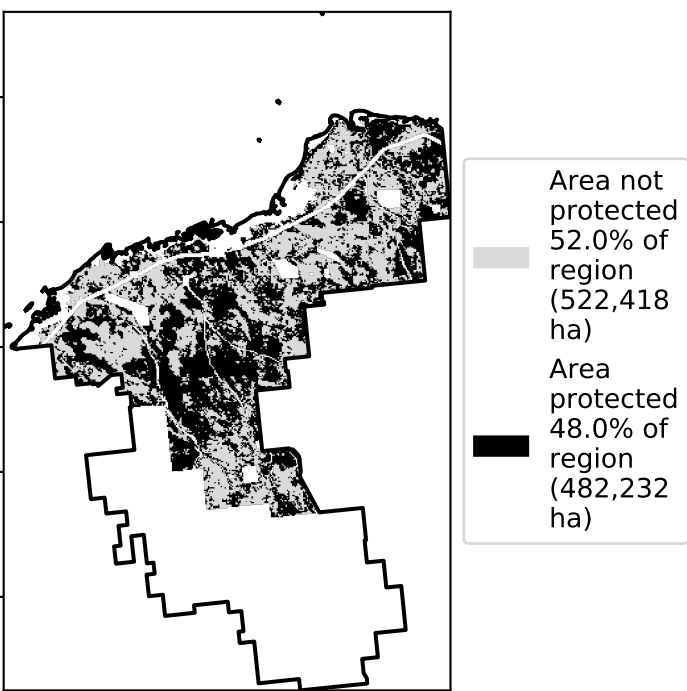 Area not
protected
52.0% of
region
(522,418
ha)
Area
protected
48.0% of
region
(482,232
ha)